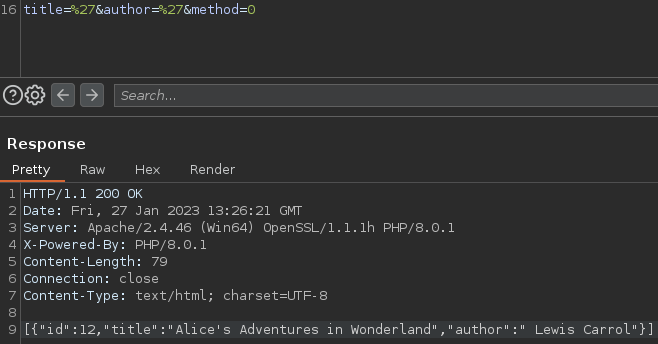 16 title=%27&author=%27&method=0
Search...
Response
Pretty Raw Hex Render
1 HTTP/1.1 200 OK
2 Date: Fri, 27 Jan 2023 13:26:21 GMT
3 Server: Apache/2.4.46 (Win64) OpenSSL/1.1.1h PHP/8.0.1
4 X-Powered-By: PHP/8.0.1
5 Content-Length: 79
6 Connection: close
7 Content-Type: text/html; charset=UTF-8
8
9 [{"id":12,"title":"Alice's Adventures in Wonderland","author":" Lewis Carrol"}]